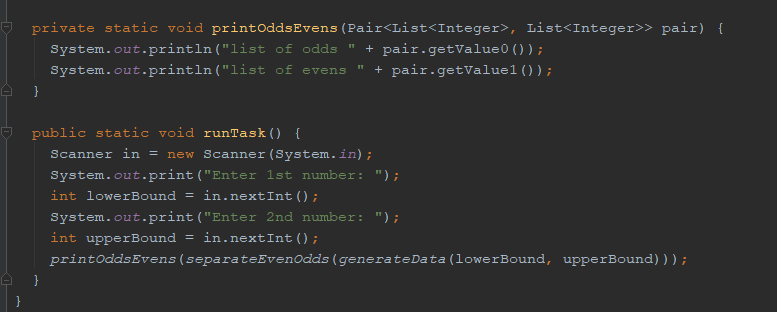 private static void printOddsEvens(Pair<List<Integer>, List<Integer>> pair) {
System.out.println("list of odds " + pair.getValue0());
System.out.println("list of evens " + pair.getValue1());
}
public static void runTask() {
Scanner in = new Scanner(System.in);
System.out.print("Enter 1st number: ");
int lowerBound = in.nextInt();
System.out.print("Enter 2nd number: ");
int upperBound = in.nextInt();
printOddsEvens(separateEvenOdds(generateData(lowerBound, upperBound)));
}
}